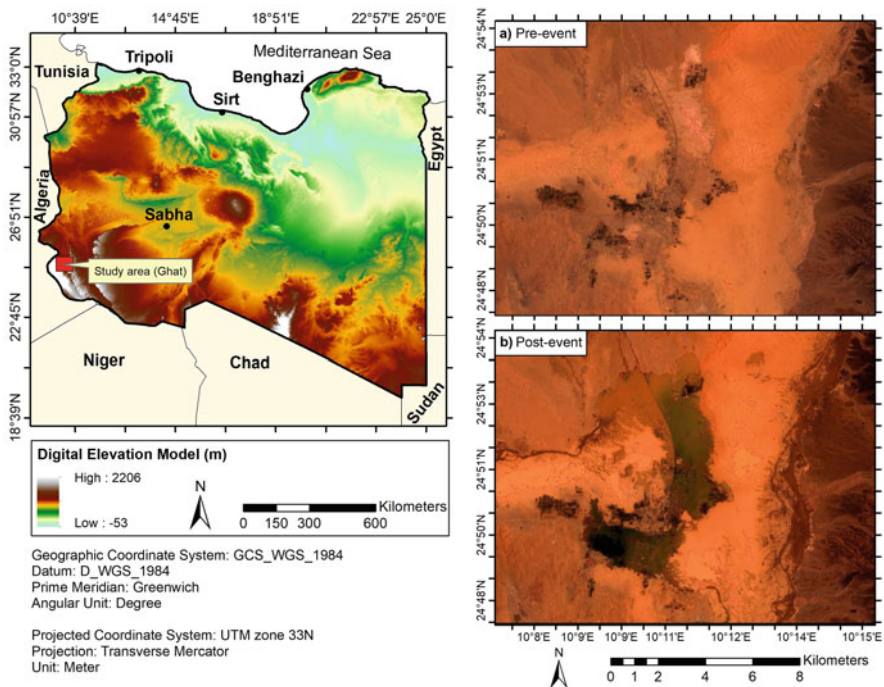 10°39'E 14°45'E 18°51'E 22°57'E 25°0'E
Mediterranean Sea
Tripoli
Tunisia
Benghazi
Sirt
Egypt
Algeria
Sabha
Study area (Ghat)
Niger
Chad
Sudan
33°0'N
30°57'N
26°51'N
22°45'N
18°39'N
Digital Elevation Model (m)
High : 2206
Low : -53
N
Kilometers
0 150 300 600
Geographic Coordinate System: GCS_WGS_1984
Datum: D_WGS_1984
Prime Meridian: Greenwich
Angular Unit: Degree
Projected Coordinate System: UTM zone 33N
Projection: Transverse Mercator
Unit: Meter
a) Pre-event
24°54'N
24°53'N
24°51'N
24°50'N
24°48'N
b) Post-event
24°54'N
24°53'N
24°51'N
24°50'N
24°48'N
10°8'E 10°9'E 10°9'E 10°11'E 10°12'E 10°14'E 10°15'E
N
Kilometers
0 1 2 4 6 8